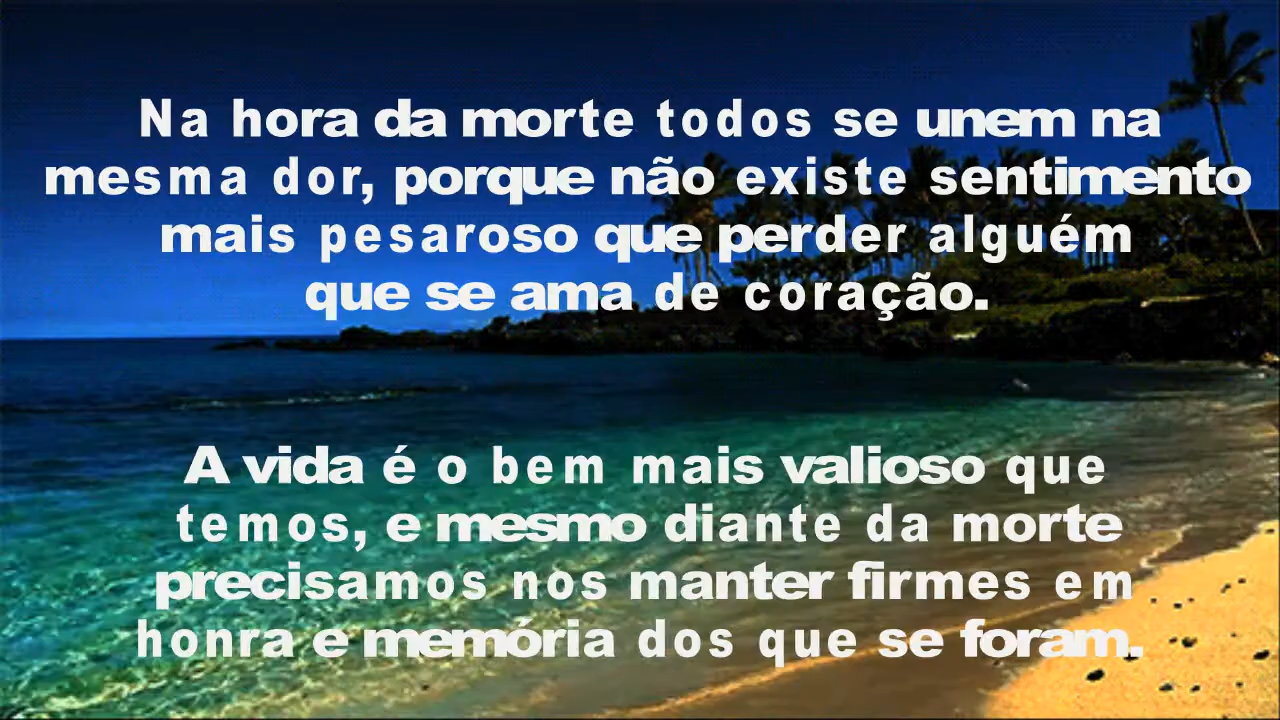 Na hora da morte todos se unem na
mesma dor, porque não existe sentimento
mais pesaroso que perder alguém
que se ama de coração.
A vida é o bem mais valioso que
temos, e mesmo diante da morte
precisamos nos manter firmes em
honra e memória dos que se foram.